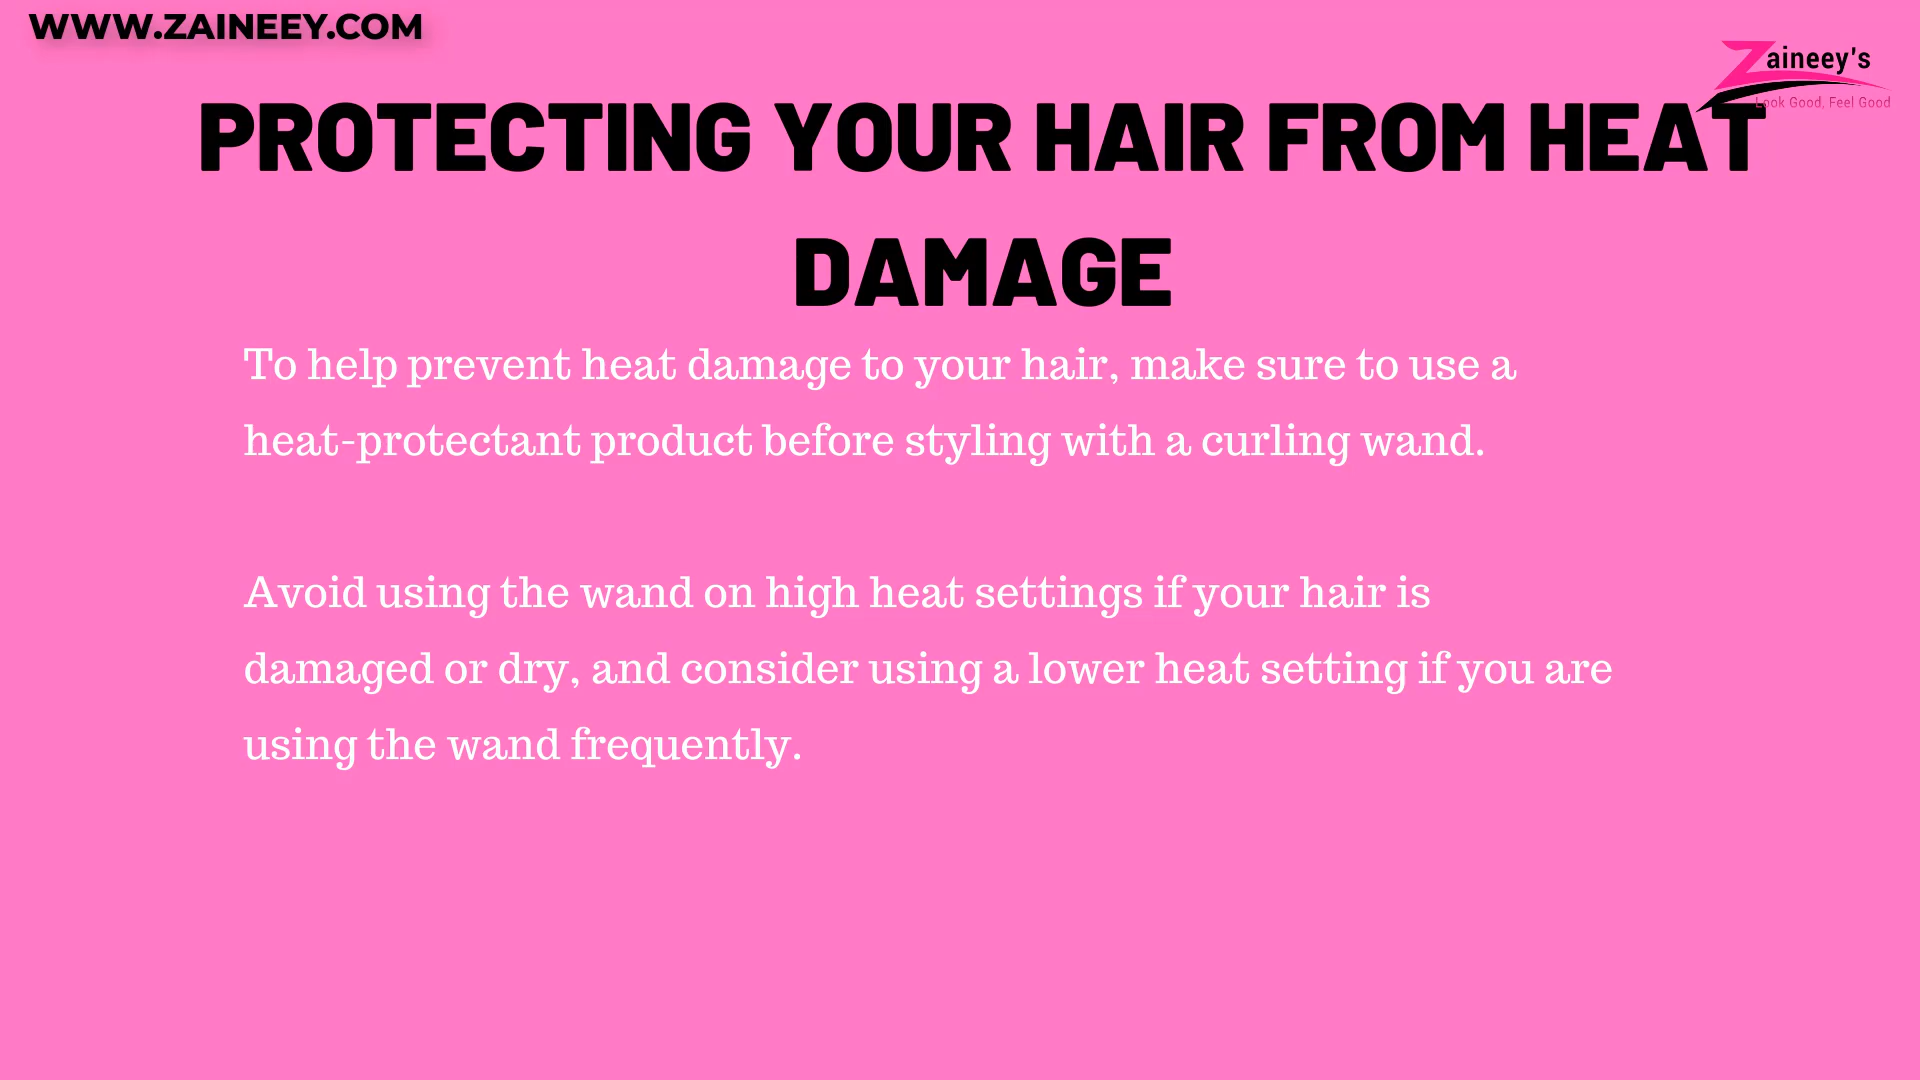 WWW.ZAINEEY.COM
Zaineey's
Look Good, Feel Good
PROTECTING YOUR HAIR FROM HEAT
DAMAGE
To help prevent heat damage to your hair, make sure to use a
heat-protectant product before styling with a curling wand.
Avoid using the wand on high heat settings if your hair is
damaged or dry, and consider using a lower heat setting if you are
using the wand frequently.